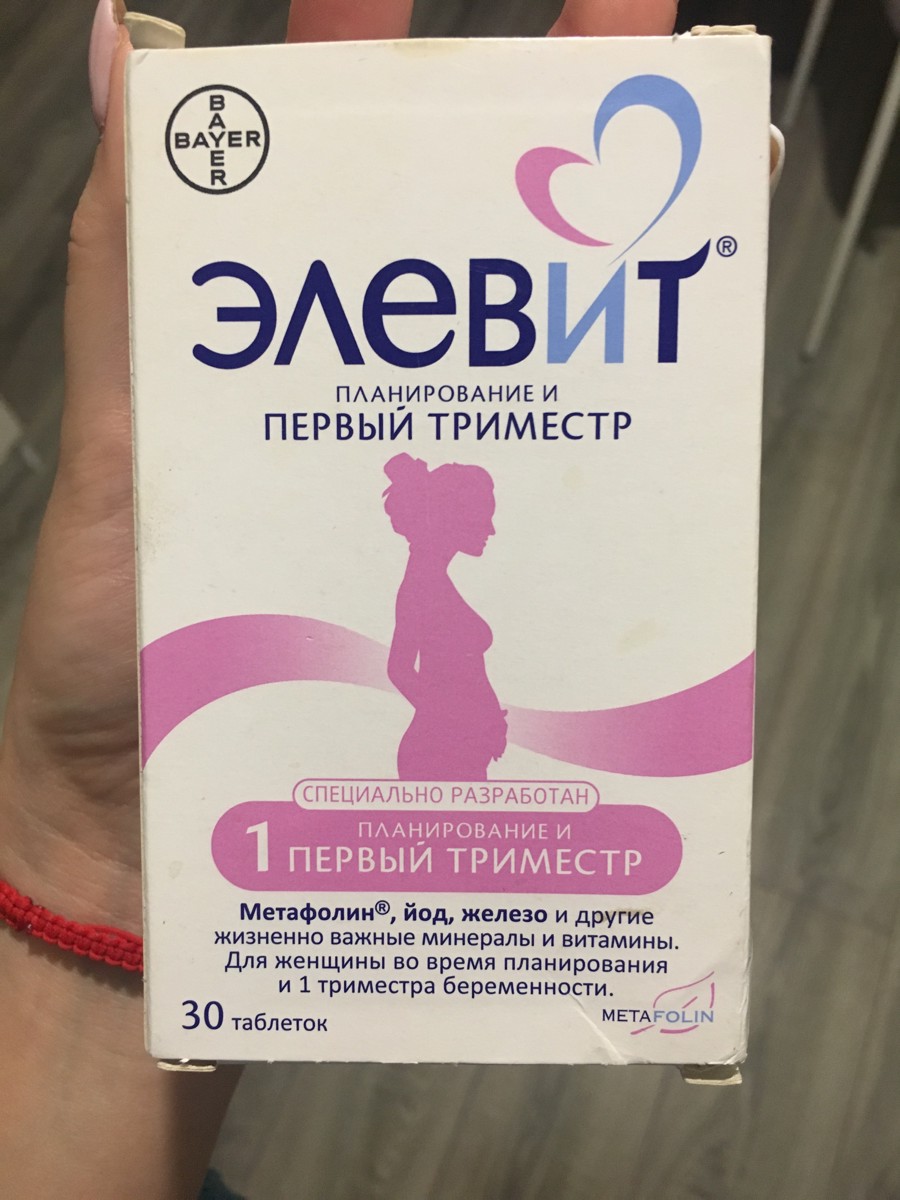 BAYER
BAYER
ЭЛЕВИТ®
ПЛАНИРОВАНИЕ И
ПЕРВЫЙ ТРИМЕСТР
СПЕЦИАЛЬНО РАЗРАБОТАН
ПЛАНИРОВАНИЕ И
1 ПЕРВЫЙ ТРИМЕСТР
Метафолин®, йод, железо и другие
жизненно важные минералы и витамины.
Для женщины во время планирования
и 1 триместра беременности.
30 таблеток
METAFOLIN